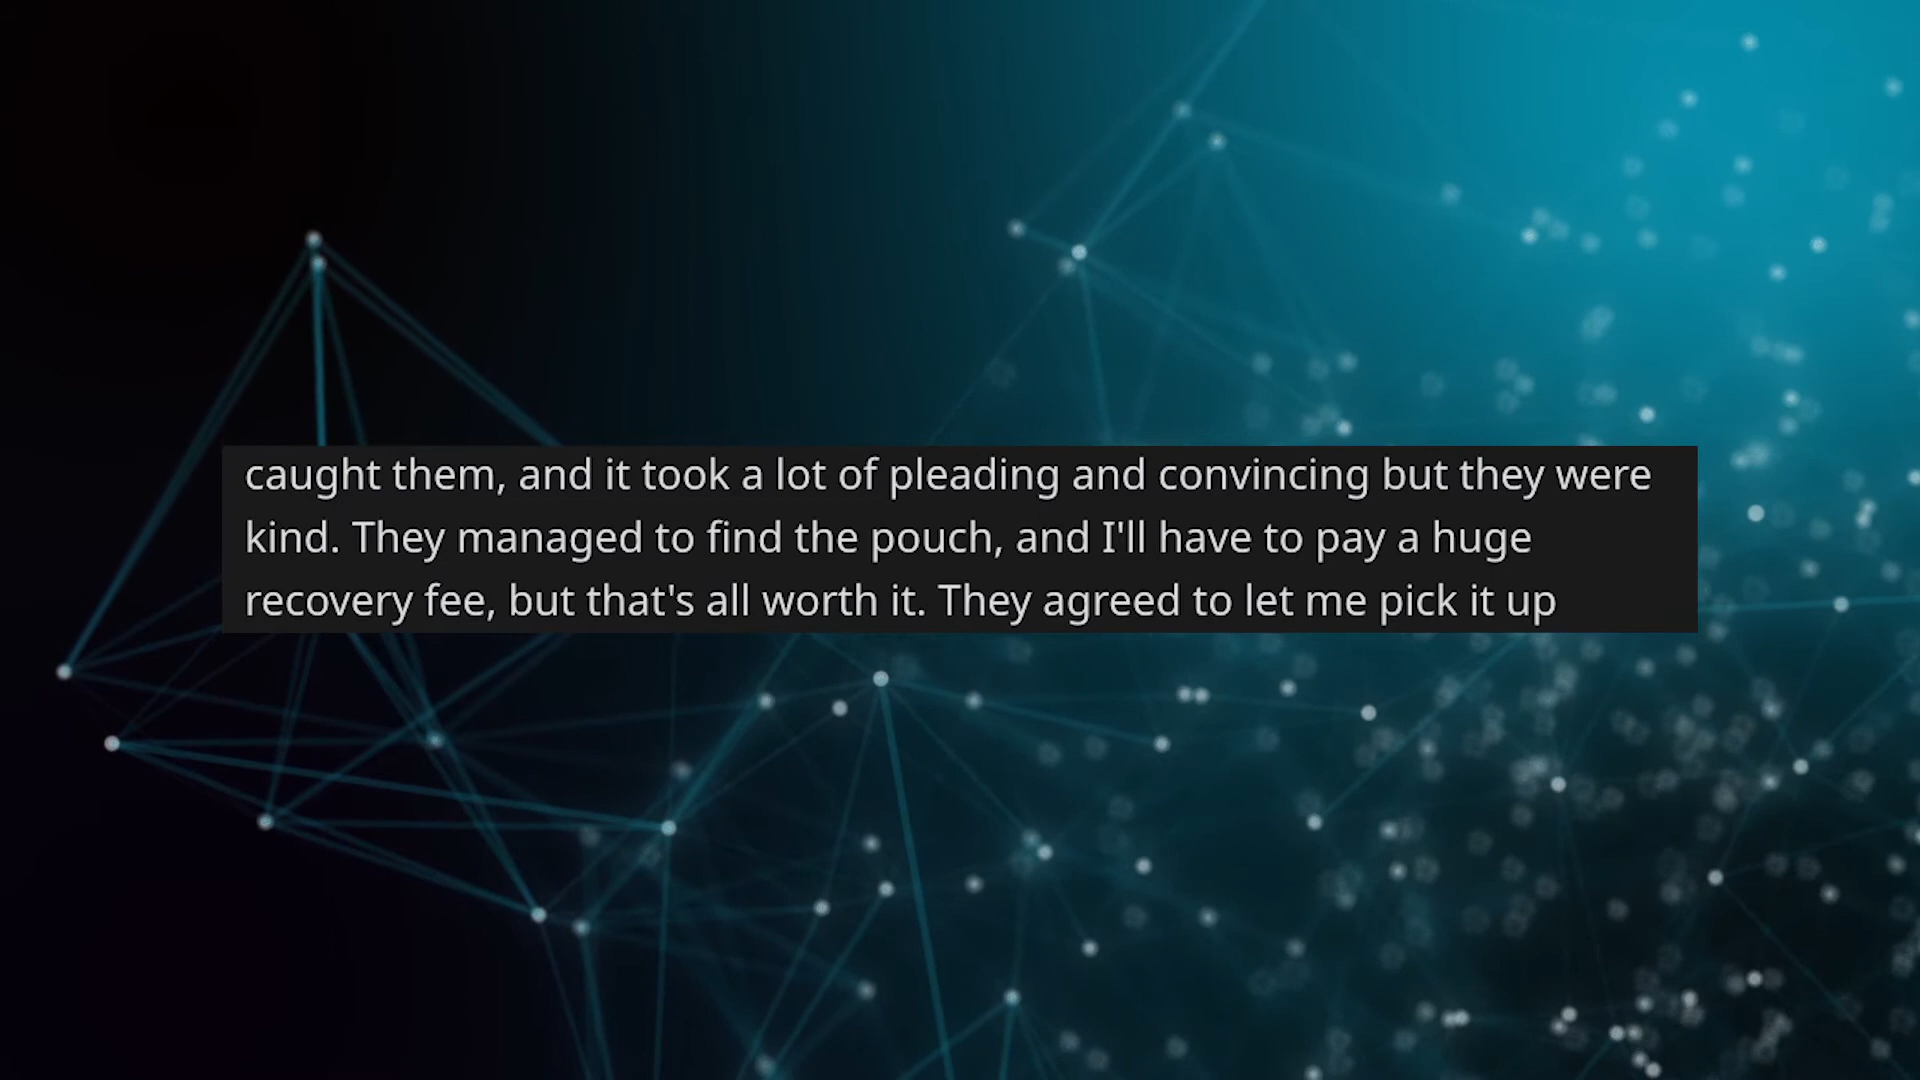 caught them, and it took a lot of pleading and convincing but they were
kind. They managed to find the pouch, and I'll have to pay a huge
recovery fee, but that's all worth it. They agreed to let me pick it up